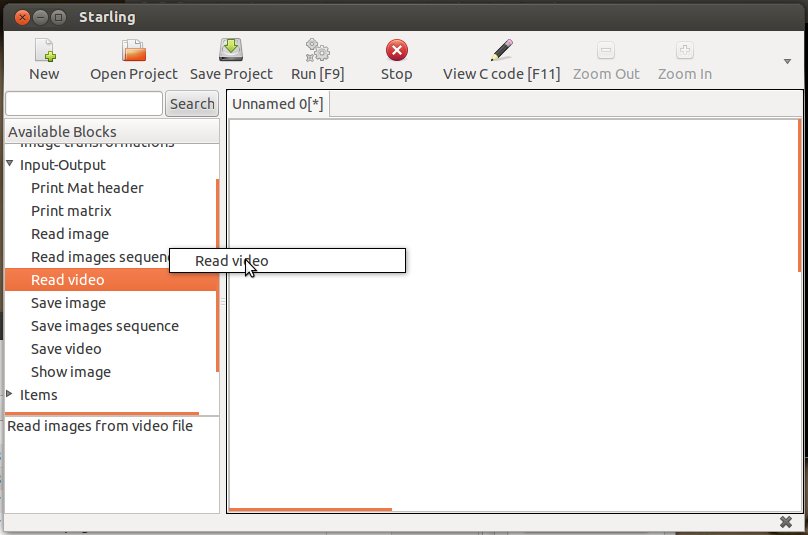 Starling
New Open Project Save Project Run [F9] Stop View C code [F11] Zoom Out Zoom In
Search
Unnamed 0[*]
Available Blocks
Image transformations
Input-Output
Print Mat header
Print matrix
Read image
Read images sequen
Read video
Read video
Save image
Save images sequence
Save video
Show image
Items
Read images from video file